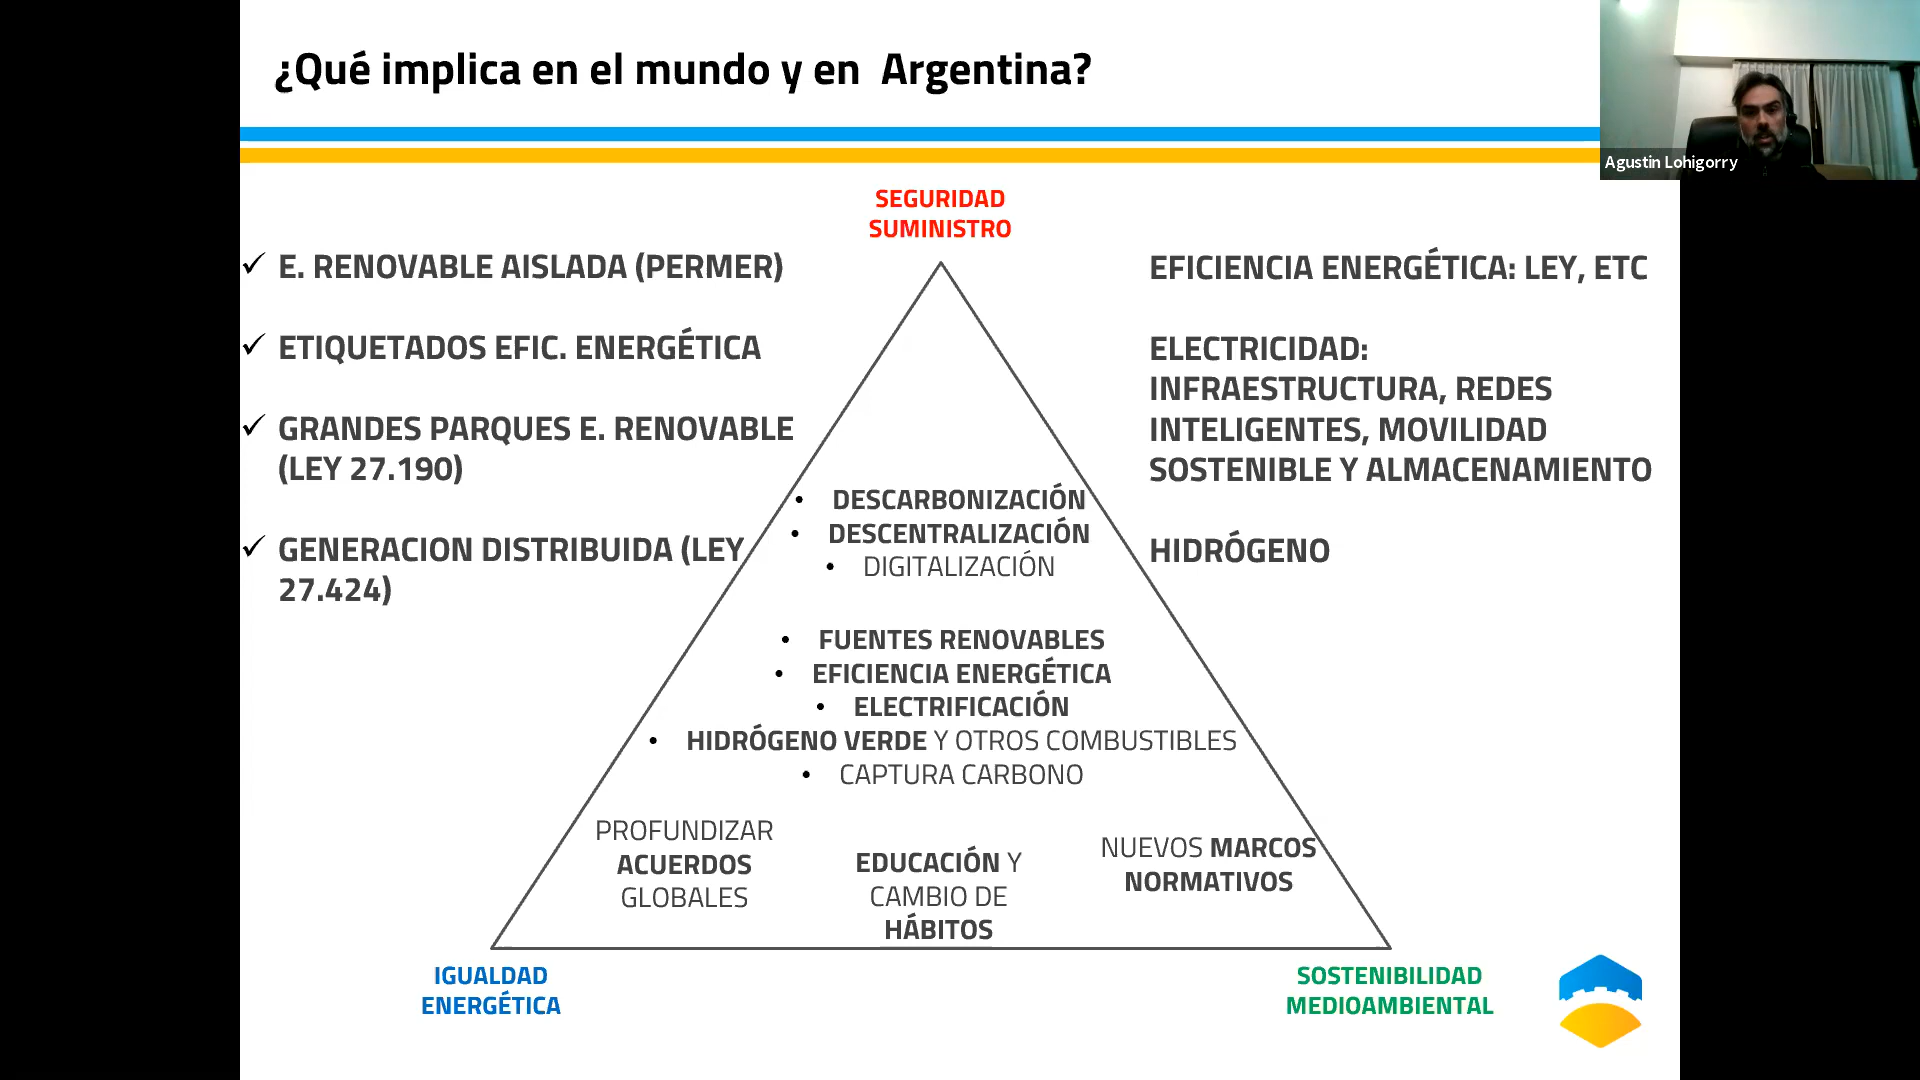 ¿Qué implica en el mundo y en  Argentina?
Agustin Lohigorry
SEGURIDAD
SUMINISTRO
✓ E. RENOVABLE AISLADA (PERMER)
✓ ETIQUETADOS EFIC. ENERGÉTICA
✓ GRANDES PARQUES E. RENOVABLE
(LEY 27.190)
✓ GENERACION DISTRIBUIDA (LEY
27.424)
EFICIENCIA ENERGÉTICA: LEY, ETC
ELECTRICIDAD:
INFRAESTRUCTURA, REDES
INTELIGENTES, MOVILIDAD
SOSTENIBLE Y ALMACENAMIENTO
HIDRÓGENO
• DESCARBONIZACIÓN
• DESCENTRALIZACIÓN
• DIGITALIZACIÓN
• FUENTES RENOVABLES
• EFICIENCIA ENERGÉTICA
• ELECTRIFICACIÓN
• HIDRÓGENO VERDE Y OTROS COMBUSTIBLES
• CAPTURA CARBONO
PROFUNDIZAR
ACUERDOS
GLOBALES
EDUCACIÓN Y
CAMBIO DE
HÁBITOS
NUEVOS MARCOS
NORMATIVOS
IGUALDAD
ENERGÉTICA
SOSTENIBILIDAD
MEDIOAMBIENTAL